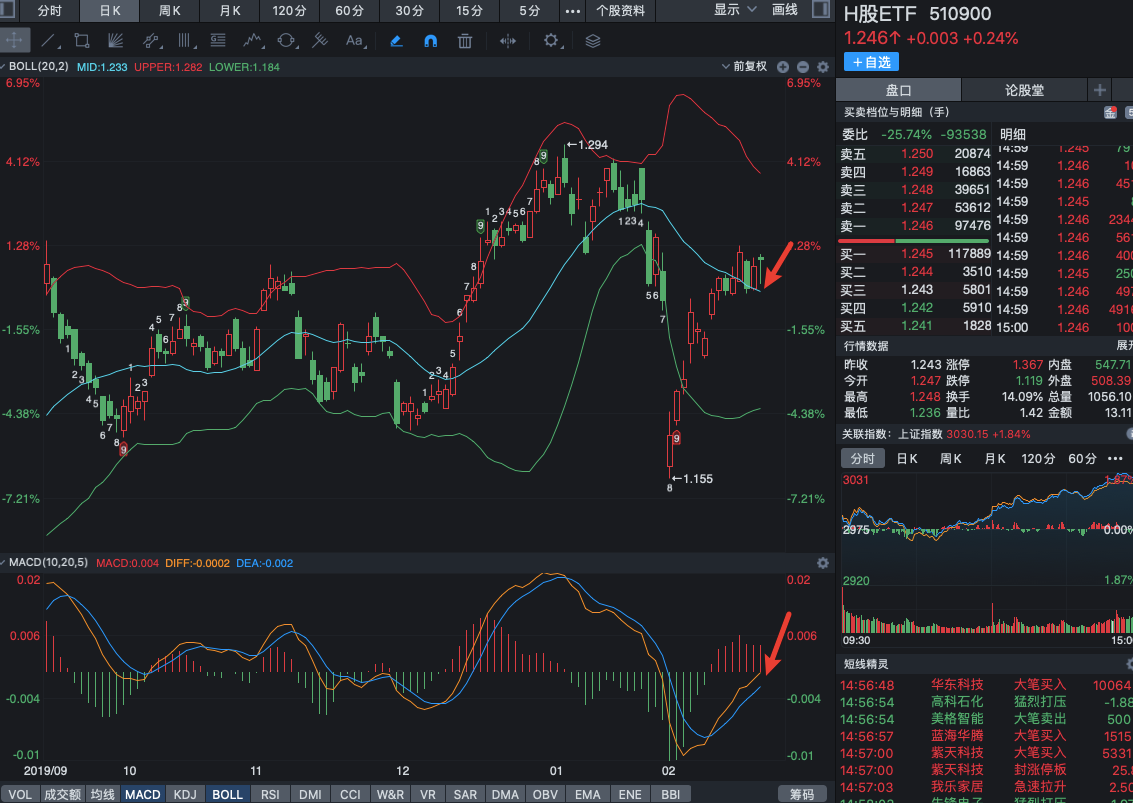 分时 日K 周K 月K 120分 60分 30分 15分 5分 ••• 个股资料 显示 画线
Aa
BOLL(20,2) MID:1.233 UPPER:1.282 LOWER:1.184 前复权
6.95% 6.95%
4.12% 4.12%
1.28% 1.28%
-1.55% -1.55%
-4.38% -4.38%
-7.21% -7.21%
←1.294
←1.155
1 2 3 4 5 6 7 8 9
1 2 3 4 5 6 7 8 9
1 2 3 4 5 6 7 8 9
1 2 3 4 5 6 7 8 9
1 2 3 4 5 6 7 8 9
MACD(10,20,5) MACD:0.004 DIFF:-0.0002 DEA:-0.002
0.02 0.02
0.006 0.006
-0.004 -0.004
-0.01 -0.01
2019/09 10 11 12 01 02
VOL 成交额 均线 MACD KDJ BOLL RSI DMI CCI W&R VR SAR DMA OBV EMA ENE BBI 筹码
H股ETF 510900
1.246↑ +0.003 +0.24%
+自选
盘口 论股堂 +
买卖档位与明细（手）
委比 -25.74% -93538 明细
卖五 1.250 20874
卖四 1.249 16863
卖三 1.248 39651
卖二 1.247 53612
卖一 1.246 97476
买一 1.245 117889
买二 1.244 3510
买三 1.243 5801
买四 1.242 5910
买五 1.241 1828
14:59 1.245
14:59 1.246
14:59 1.246
14:59 1.245
14:59 1.246
14:59 1.246
14:59 1.246
14:59 1.245
14:59 1.246
14:59 1.246
15:00 1.246
行情数据 展开
昨收 1.243 涨停 1.367 内盘 547.71
今开 1.247 跌停 1.119 外盘 508.39
最高 1.248 换手 14.09% 总量 1056.10
最低 1.236 量比 1.42 金额 13.11
关联指数: 上证指数 3030.15 +1.84%
分时 日K 周K 月K 120分 60分 •••
3031 1.87%
2975 0.00%
2920 1.87%
09:30 15:0
短线精灵
14:56:48 华东科技 大笔买入 10064
14:56:54 高科石化 猛烈打压 -1.88
14:56:54 美格智能 大笔卖出 500
14:56:57 蓝海华腾 大笔买入 1515
14:57:00 紫天科技 大笔买入 5331
14:57:00 紫天科技 封涨停板 25.8
14:57:03 我乐家居 急速拉升 2.50